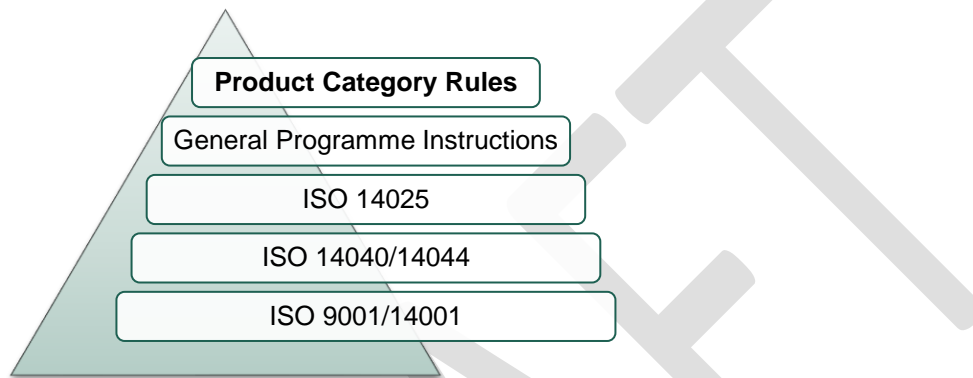 Product Category Rules
General Programme Instructions
ISO 14025
ISO 14040/14044
ISO 9001/14001